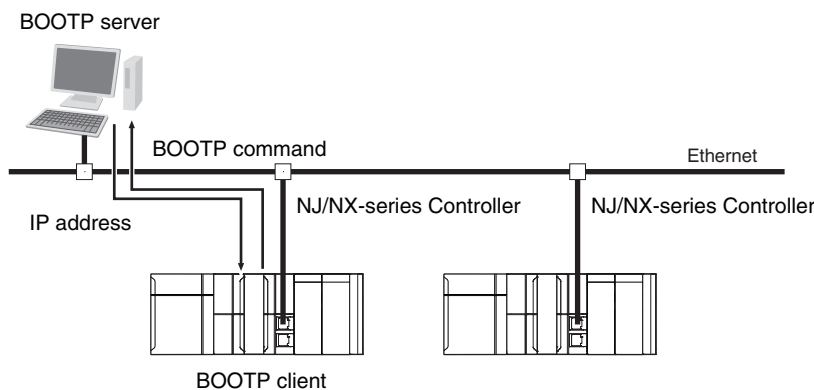 BOOTP server
BOOTP command
Ethernet
IP address
NJ/NX-series Controller
NJ/NX-series Controller
BOOTP client